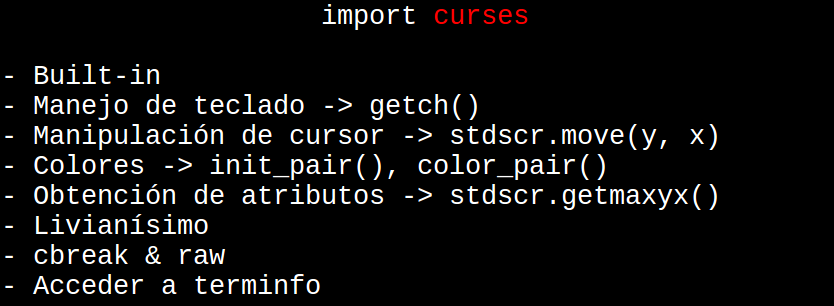 import curses
- Built-in
- Manejo de teclado -> getch()
- Manipulación de cursor -> stdscr.move(y, x)
- Colores -> init_pair(), color_pair()
- Obtención de atributos -> stdscr.getmaxyx()
- Livianísimo
- cbreak & raw
- Acceder a terminfo